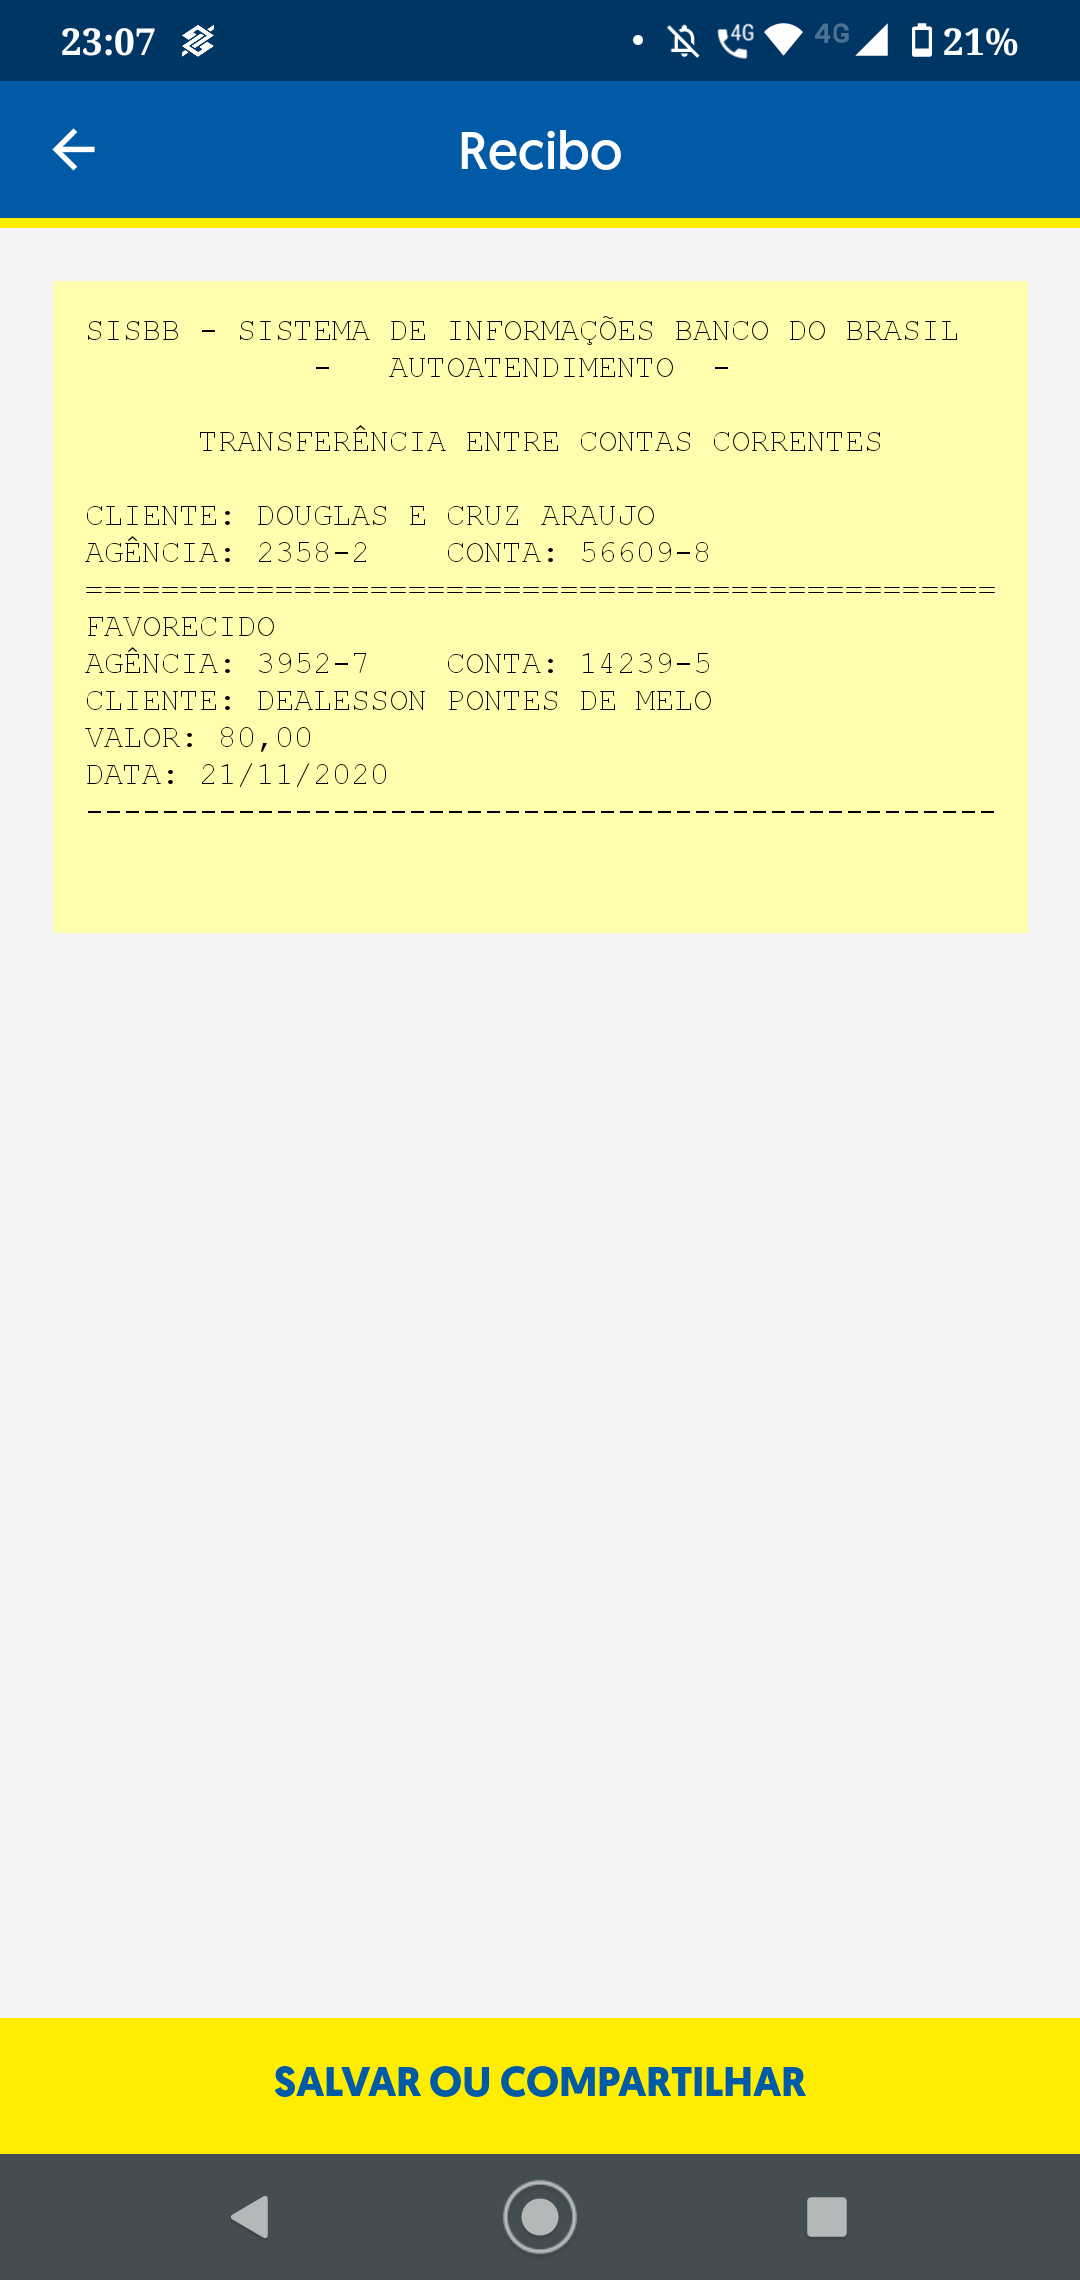 23:07 4G 4G 21%
Recibo
SISBB - SISTEMA DE INFORMAÇÕES BANCO DO BRASIL
- AUTOATENDIMENTO -
TRANSFERÊNCIA ENTRE CONTAS CORRENTES
CLIENTE: DOUGLAS E CRUZ ARAUJO
AGÊNCIA: 2358-2 CONTA: 56609-8
================================================
FAVORECIDO
AGÊNCIA: 3952-7 CONTA: 14239-5
CLIENTE: DEALESSON PONTES DE MELO
VALOR: 80,00
DATA: 21/11/2020
------------------------------------------------
SALVAR OU COMPARTILHAR